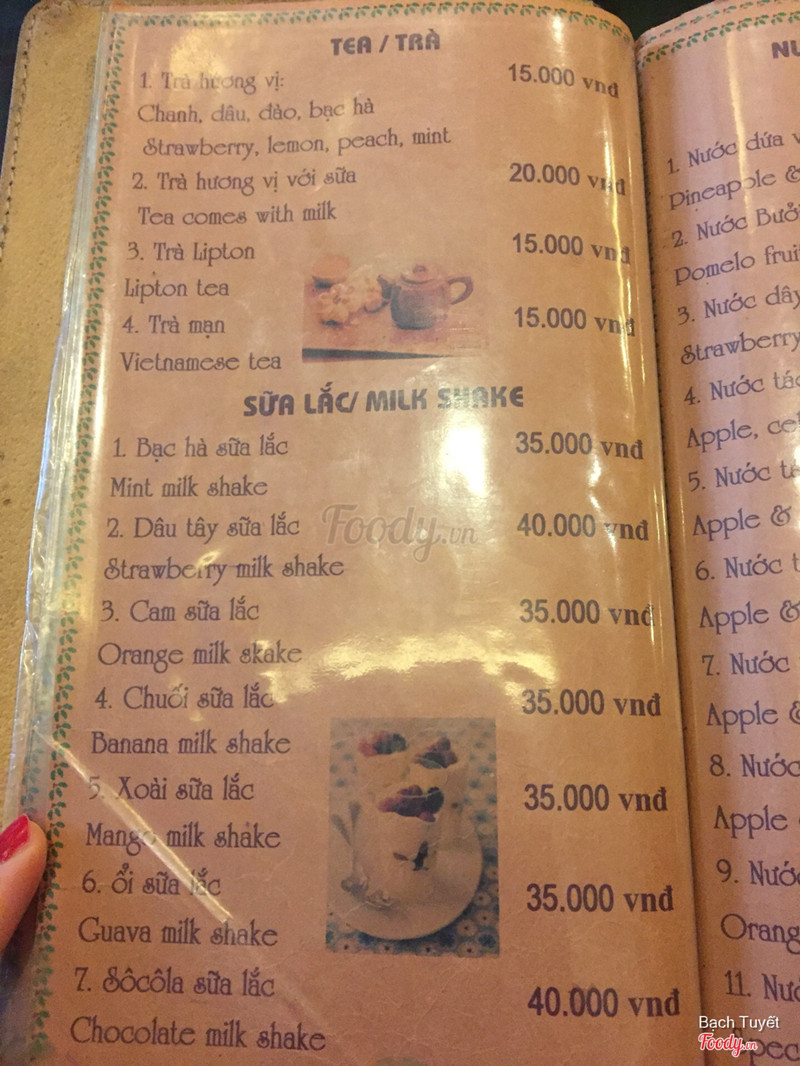 TEA / TRÀ
1. Trà hương vị: 15.000 vnđ
Chanh, dâu, đào, bạc hà
Strawberry, lemon, peach, mint
2. Trà hương vị với sữa 20.000 vnđ
Tea comes with milk
3. Trà Lipton 15.000 vnđ
Lipton tea
4. Trà mạn 15.000 vnđ
Vietnamese tea
SỮA LẮC/ MILK SHAKE
1. Bạc hà sữa lắc 35.000 vnđ
Mint milk shake
2. Dâu tây sữa lắc 40.000 vnđ
Strawberry milk shake
3. Cam sữa lắc 35.000 vnđ
Orange milk skake
4. Chuối sữa lắc 35.000 vnđ
Banana milk shake
5. Xoài sữa lắc 35.000 vnđ
Mango milk shake
6. ổi sữa lắc 35.000 vnđ
Guava milk shake
7. Sôcôla sữa lắc 40.000 vnđ
Chocolate milk shake
Foody.vn
1. Nước dứa
Pineapple &
2. Nước Bưởi
Pomelo fruit
3. Nước dây
Strawberry
4. Nước
Apple,
5. Nước
Apple &
6. Nước
Apple &
7. Nước
Apple &
8. Nước
Apple
9. Nước
11.
Bạch Tuyết
Foody.vn